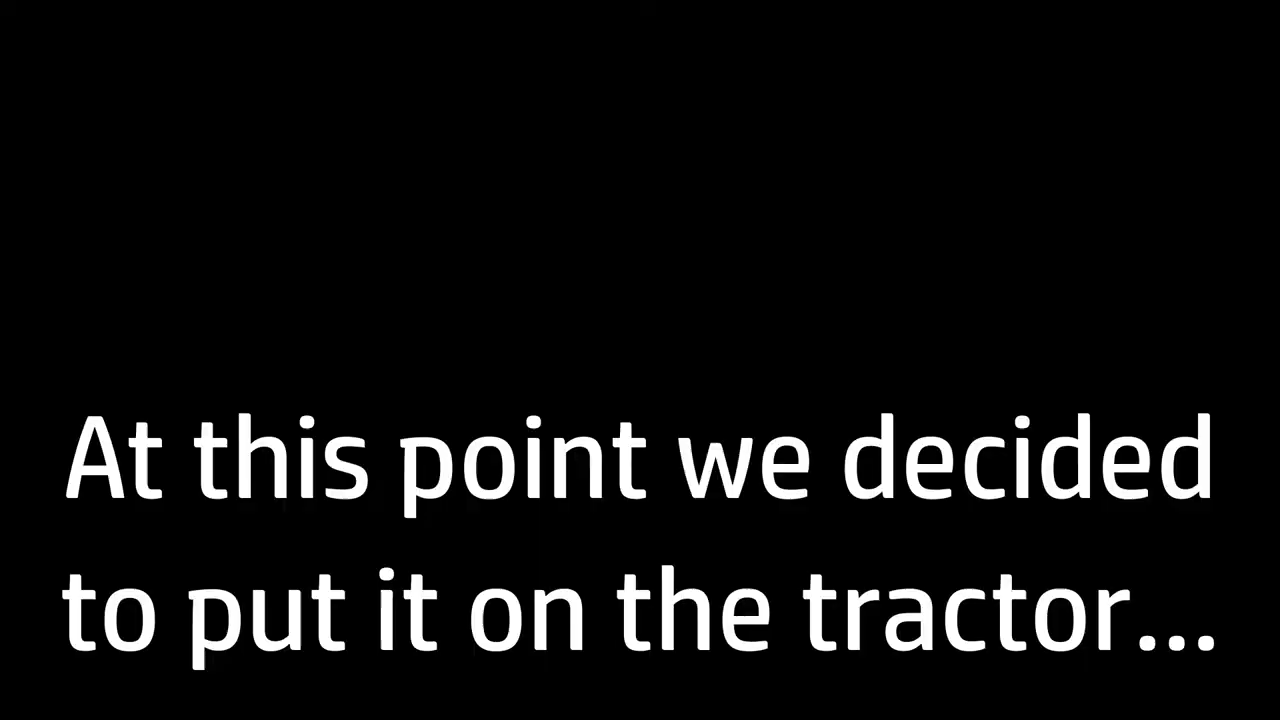 At this point we decided
to put it on the tractor...